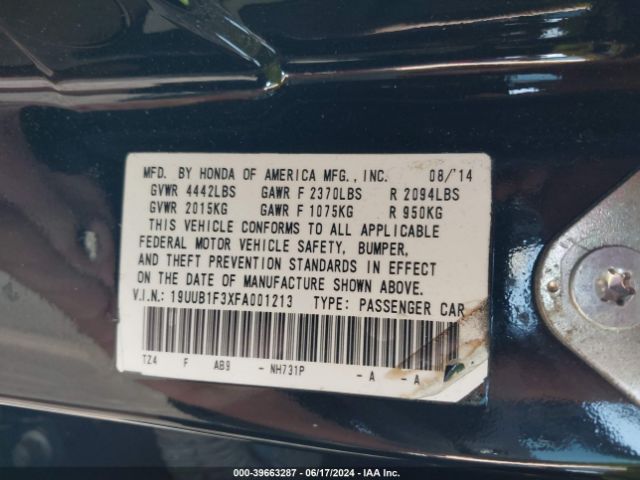 MFD. BY HONDA OF AMERICA MFG., INC. 08/'14
GVWR 4442LBS GAWR F 2370LBS R 2094LBS
GVWR 2015KG GAWR F 1075KG R 950KG
THIS VEHICLE CONFORMS TO ALL APPLICABLE
FEDERAL MOTOR VEHICLE SAFETY, BUMPER,
AND THEFT PREVENTION STANDARDS IN EFFECT
ON THE DATE OF MANUFACTURE SHOWN ABOVE.
V.I.N.: 19UUB1F3XFA001213 TYPE: PASSENGER CAR
TZ4 F AB9 - NH731P - A - A
000-39663287 - 06/17/2024 - IAA Inc.